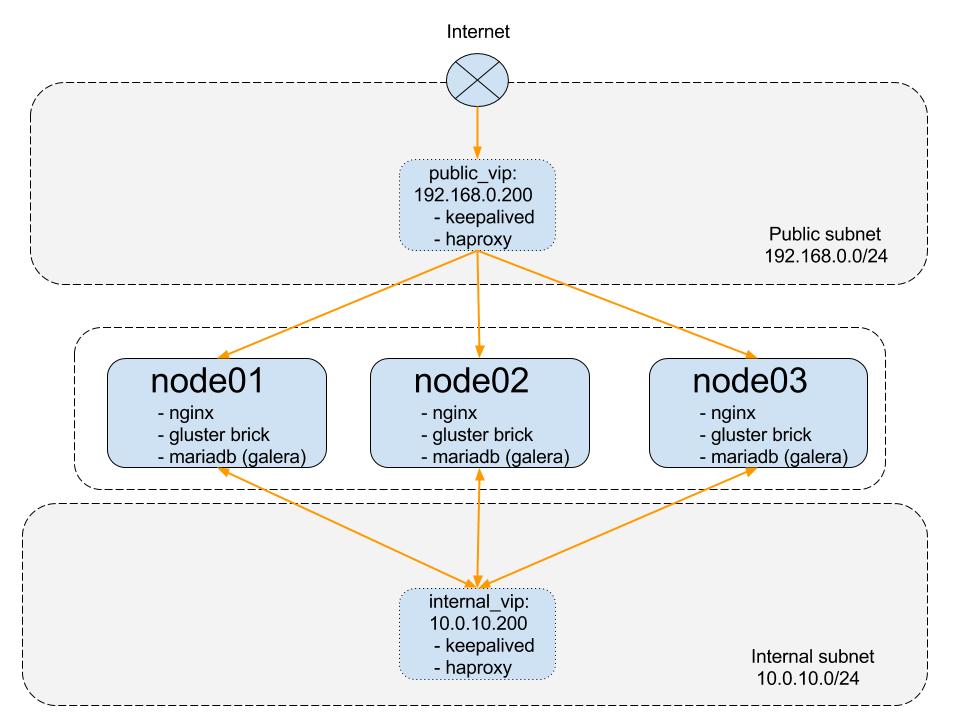 Internet
public_vip:
192.168.0.200
- keepalived
- haproxy
Public subnet
192.168.0.0/24
node01
- nginx
- gluster brick
- mariadb (galera)
node02
- nginx
- gluster brick
- mariadb (galera)
node03
- nginx
- gluster brick
- mariadb (galera)
internal_vip:
10.0.10.200
- keepalived
- haproxy
Internal subnet
10.0.10.0/24